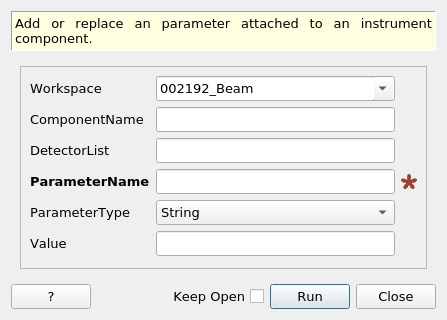 Add or replace an parameter attached to an instrument
component.
Workspace 002192_Beam
ComponentName
DetectorList
ParameterName *
ParameterType String
Value
? Keep Open Run Close